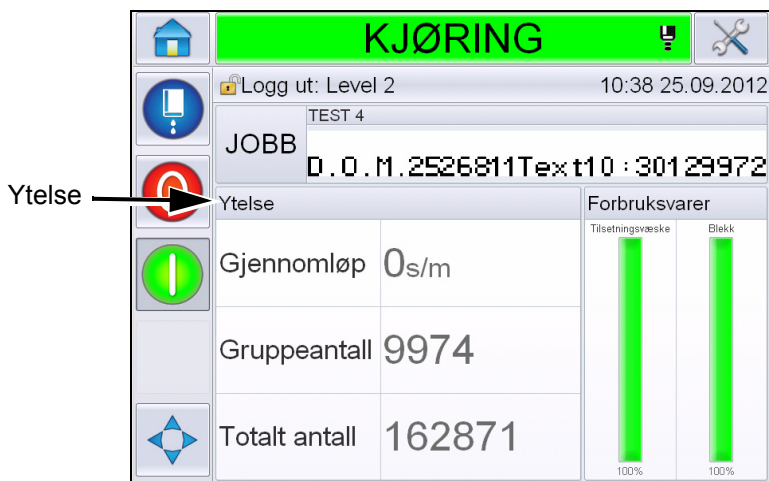 KJØRING
Logg ut: Level 2 10:38 25.09.2012
TEST 4
JOBB
D.O.M.2526811Text10:30129972
Ytelse
Ytelse
Forbruksvarer
Tilsetningsvæske Blekk
Gjennomløp 0s/m
Gruppeantall 9974
Totalt antall 162871
100% 100%